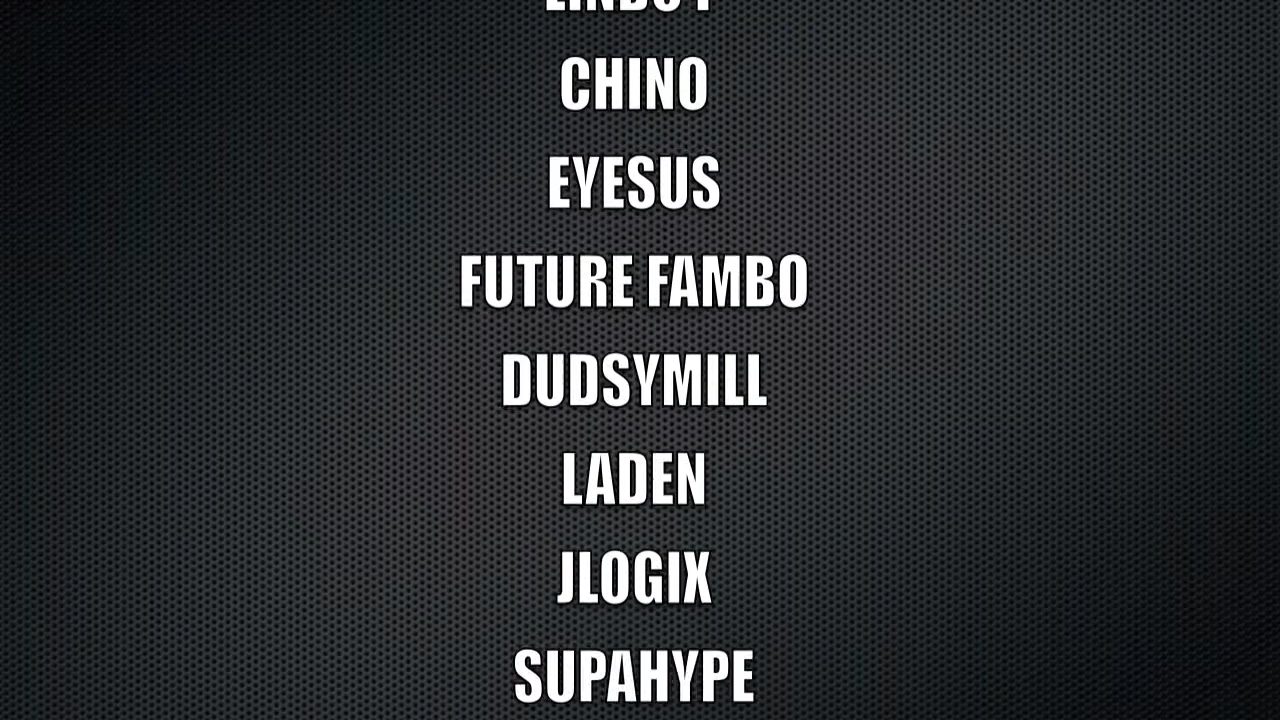 CHINO
EYESUS
FUTURE FAMBO
DUDSYMILL
LADEN
JLOGIX
SUPAHYPE